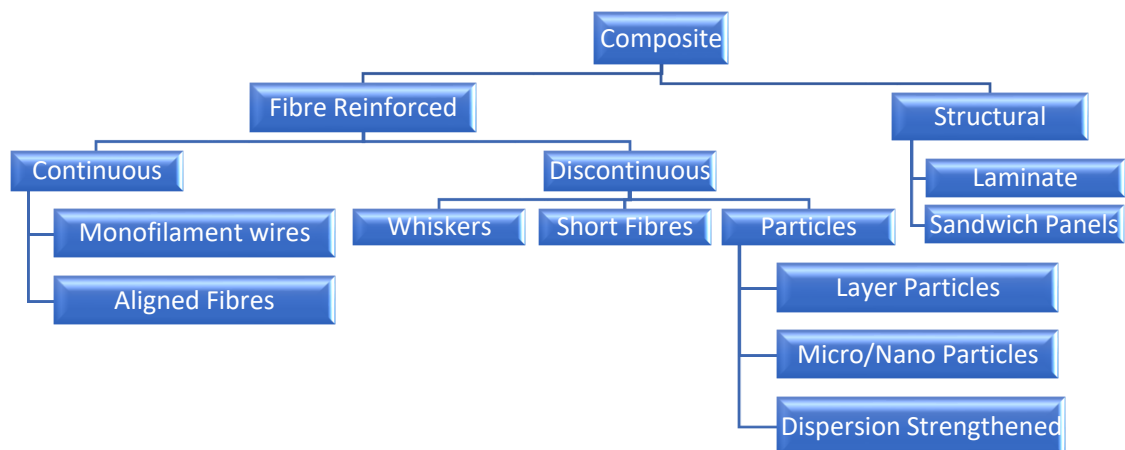 Composite
Fibre Reinforced
Structural
Continuous
Discontinuous
Laminate
Monofilament wires
Whiskers
Short Fibres
Particles
Sandwich Panels
Aligned Fibres
Layer Particles
Micro/Nano Particles
Dispersion Strengthened